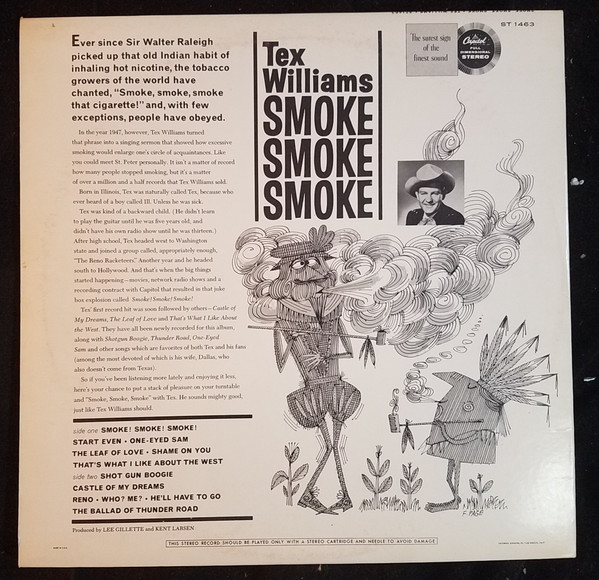 ST 1463
The surest sign
of the
finest sound
Capitol
FULL
DIMENSIONAL
STEREO
Tex
Williams
SMOKE
SMOKE
SMOKE
Ever since Sir Walter Raleigh
picked up that old Indian habit of
inhaling hot nicotine, the tobacco
growers of the world have
chanted, "Smoke, smoke, smoke
that cigarette!" and, with few
exceptions, people have obeyed.
In the year 1947, however, Tex Williams turned
that phrase into a singing sermon that showed how excessive
smoking would enlarge one's circle of acquaintances. Like
you could meet St. Peter personally. It isn't a matter of record
how many people stopped smoking, but it's a matter
of over a million and a half records that Tex Williams sold.
Born in Illinois, Tex was naturally called Tex, because who
ever heard of a boy called Ill. Unless he was sick.
Tex was kind of a backward child. (He didn't learn
to play the guitar until he was five years old, and
didn't have his own radio show until he was thirteen.)
After high school, Tex headed west to Washington
state and joined a group called, appropriately enough,
"The Reno Racketeers." Another year and he headed
south to Hollywood. And that's when the big things
started happening—movies, network radio shows and a
recording contract with Capitol that resulted in that joke
box explosion called Smoke! Smoke! Smoke!
Tex' first record hit was soon followed by others—Castle of
My Dreams, The Leaf of Love and That's What I Like About
the West. They have all been newly recorded for this album,
along with Shotgun Boogie, Thunder Road, One-Eyed
Sam and other songs which are favorites of both Tex and his fans
(among the most devoted of which is his wife, Dallas, who
also doesn't come from Texas).
So if you've been listening more lately and enjoying it less,
here's your chance to put a stack of pleasure on your turntable
and "Smoke, Smoke, Smoke" with Tex. He sounds mighty good,
just like Tex Williams should.
side one SMOKE! SMOKE! SMOKE!
START EVEN • ONE-EYED SAM
THE LEAF OF LOVE • SHAME ON YOU
THAT'S WHAT I LIKE ABOUT THE WEST
side two SHOT GUN BOOGIE
CASTLE OF MY DREAMS
RENO • WHO? ME? • HE'LL HAVE TO GO
THE BALLAD OF THUNDER ROAD
Produced by LEE GILLETTE and KENT LARSEN
F. PAGE
THIS STEREO RECORD SHOULD BE PLAYED ONLY WITH A STEREO CARTRIDGE AND NEEDLE TO AVOID DAMAGE